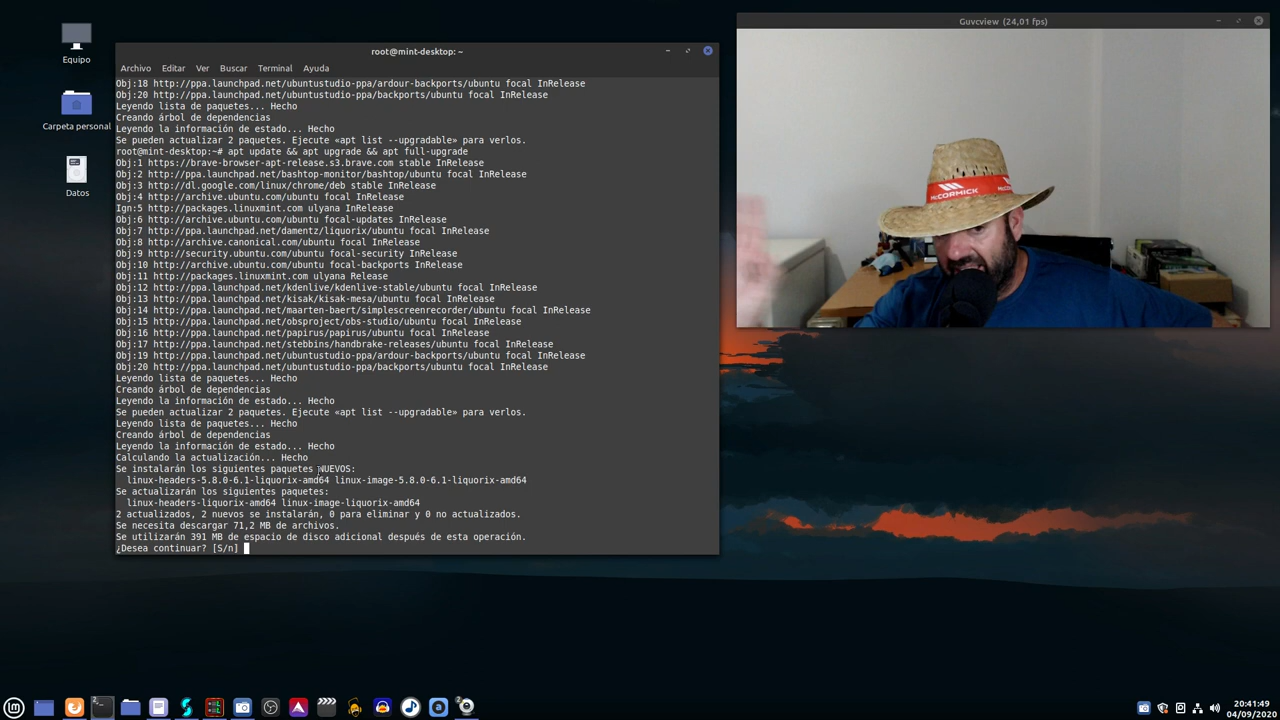 Equipo
Carpeta personal
Datos
root@mint-desktop: ~
Archivo Editar Ver Buscar Terminal Ayuda
Obj:18 http://ppa.launchpad.net/ubuntustudio-ppa/ardour-backports/ubuntu focal InRelease
Obj:20 http://ppa.launchpad.net/ubuntustudio-ppa/backports/ubuntu focal InRelease
Leyendo lista de paquetes... Hecho
Creando árbol de dependencias
Leyendo la información de estado... Hecho
Se pueden actualizar 2 paquetes. Ejecute «apt list --upgradable» para verlos.
root@mint-desktop:~# apt update && apt upgrade && apt full-upgrade
Obj:1 https://brave-browser-apt-release.s3.brave.com stable InRelease
Obj:2 http://ppa.launchpad.net/bashtop-monitor/bashtop/ubuntu focal InRelease
Obj:3 http://dl.google.com/linux/chrome/deb stable InRelease
Obj:4 http://archive.ubuntu.com/ubuntu focal InRelease
Ign:5 http://packages.linuxmint.com ulyana InRelease
Obj:6 http://archive.ubuntu.com/ubuntu focal-updates InRelease
Obj:7 http://ppa.launchpad.net/damentz/liquorix/ubuntu focal InRelease
Obj:8 http://archive.canonical.com/ubuntu focal InRelease
Obj:9 http://security.ubuntu.com/ubuntu focal-security InRelease
Obj:10 http://archive.ubuntu.com/ubuntu focal-backports InRelease
Obj:11 http://packages.linuxmint.com ulyana Release
Obj:12 http://ppa.launchpad.net/kdenlive/kdenlive-stable/ubuntu focal InRelease
Obj:13 http://ppa.launchpad.net/kisak/kisak-mesa/ubuntu focal InRelease
Obj:14 http://ppa.launchpad.net/maarten-baert/simplescreenrecorder/ubuntu focal InRelease
Obj:15 http://ppa.launchpad.net/obsproject/obs-studio/ubuntu focal InRelease
Obj:16 http://ppa.launchpad.net/papirus/papirus/ubuntu focal InRelease
Obj:17 http://ppa.launchpad.net/stebbins/handbrake-releases/ubuntu focal InRelease
Obj:19 http://ppa.launchpad.net/ubuntustudio-ppa/ardour-backports/ubuntu focal InRelease
Obj:20 http://ppa.launchpad.net/ubuntustudio-ppa/backports/ubuntu focal InRelease
Leyendo lista de paquetes... Hecho
Creando árbol de dependencias
Leyendo la información de estado... Hecho
Se pueden actualizar 2 paquetes. Ejecute «apt list --upgradable» para verlos.
Leyendo lista de paquetes... Hecho
Creando árbol de dependencias
Leyendo la información de estado... Hecho
Calculando la actualización... Hecho
Se instalarán los siguientes paquetes NUEVOS:
linux-headers-5.8.0-6.1-liquorix-amd64 linux-image-5.8.0-6.1-liquorix-amd64
Se actualizarán los siguientes paquetes:
linux-headers-liquorix-amd64 linux-image-liquorix-amd64
2 actualizados, 2 nuevos se instalarán, 0 para eliminar y 0 no actualizados.
Se necesita descargar 71,2 MB de archivos.
Se utilizarán 391 MB de espacio de disco adicional después de esta operación.
¿Desea continuar? [S/n]
Guvcview (24,01 fps)
McCORMICK
McCORMICK
20:41:49
04/09/2020